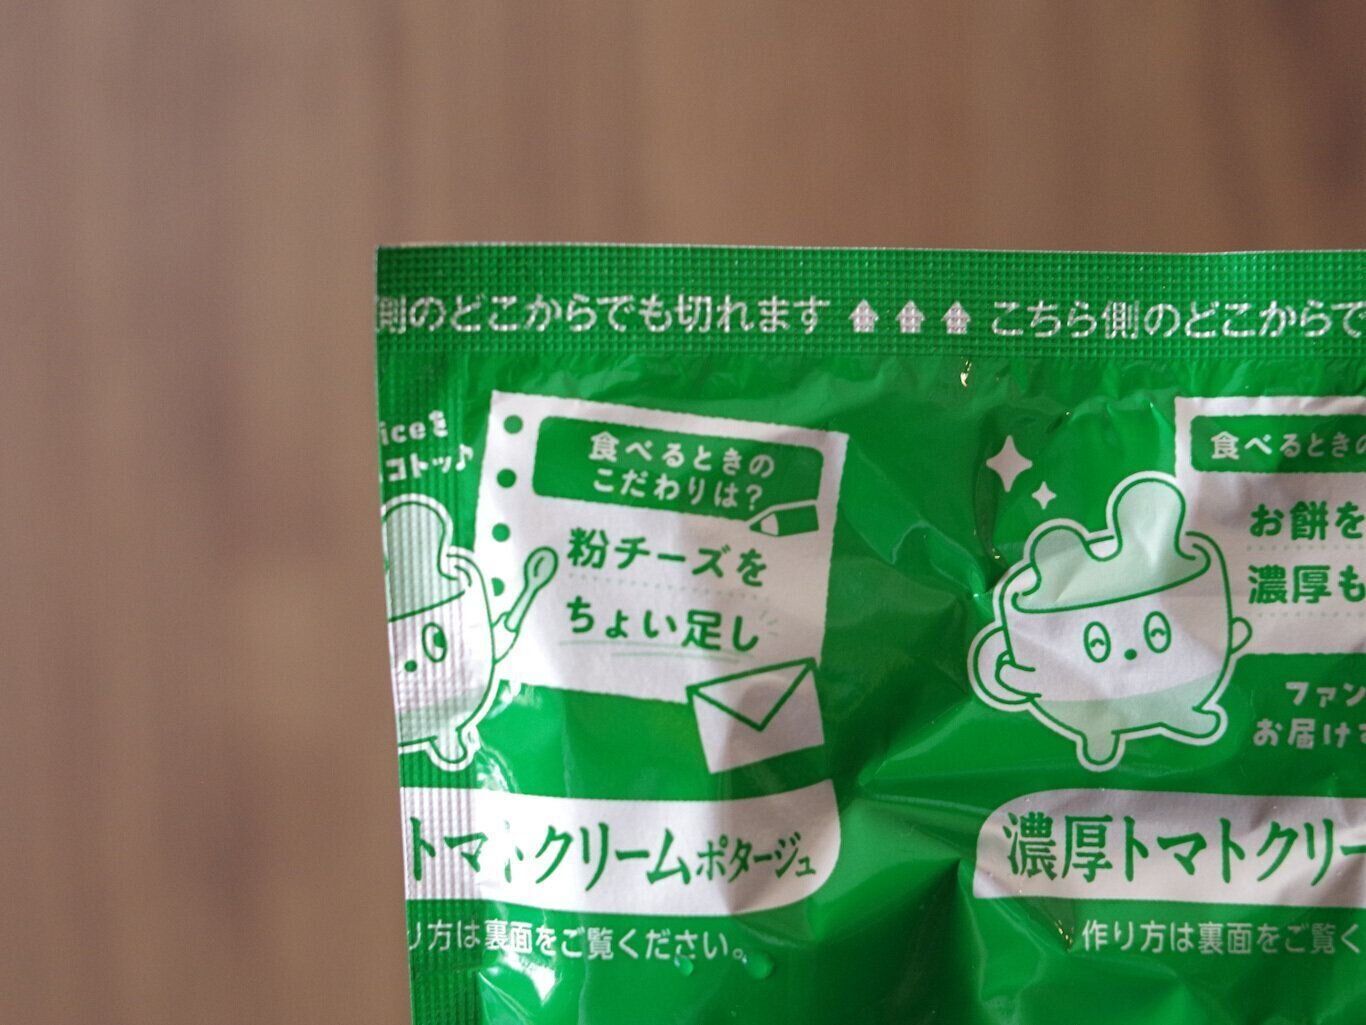 側のどこからでも切れます
こちら側のどこからで
iceを
コトッ♪
食べるときの
こだわりは?
粉チーズを
ちょい足し
食べるときの
お餅を
濃厚も
ファン
お届けす
トマトクリームポタージュ
濃厚トマトクリー
り方は裏面をご覧ください。
作り方は裏面をご覧く